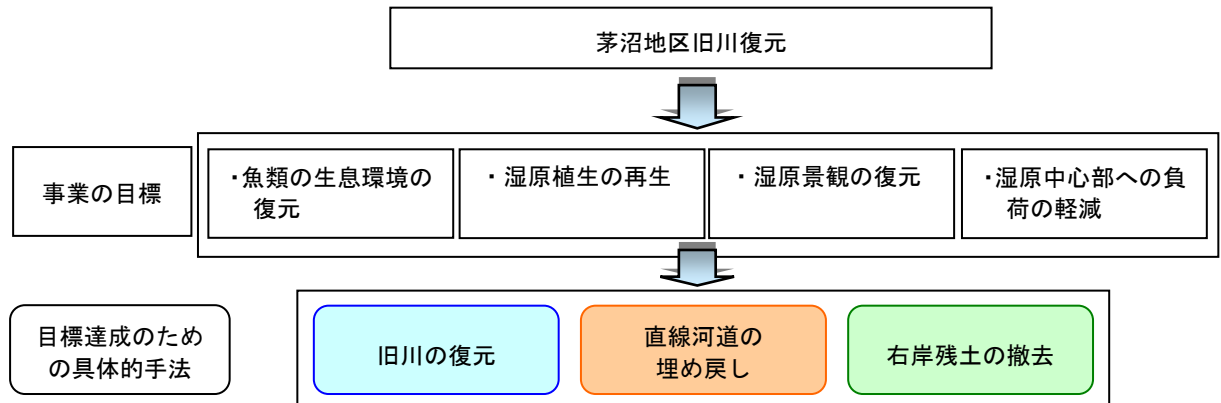 茅沼地区旧川復元
事業の目標
・魚類の生息環境の
復元
・湿原植生の再生
・湿原景観の復元
・湿原中心部への負
荷の軽減
目標達成のため
の具体的手法
旧川の復元
直線河道の
埋め戻し
右岸残土の撤去